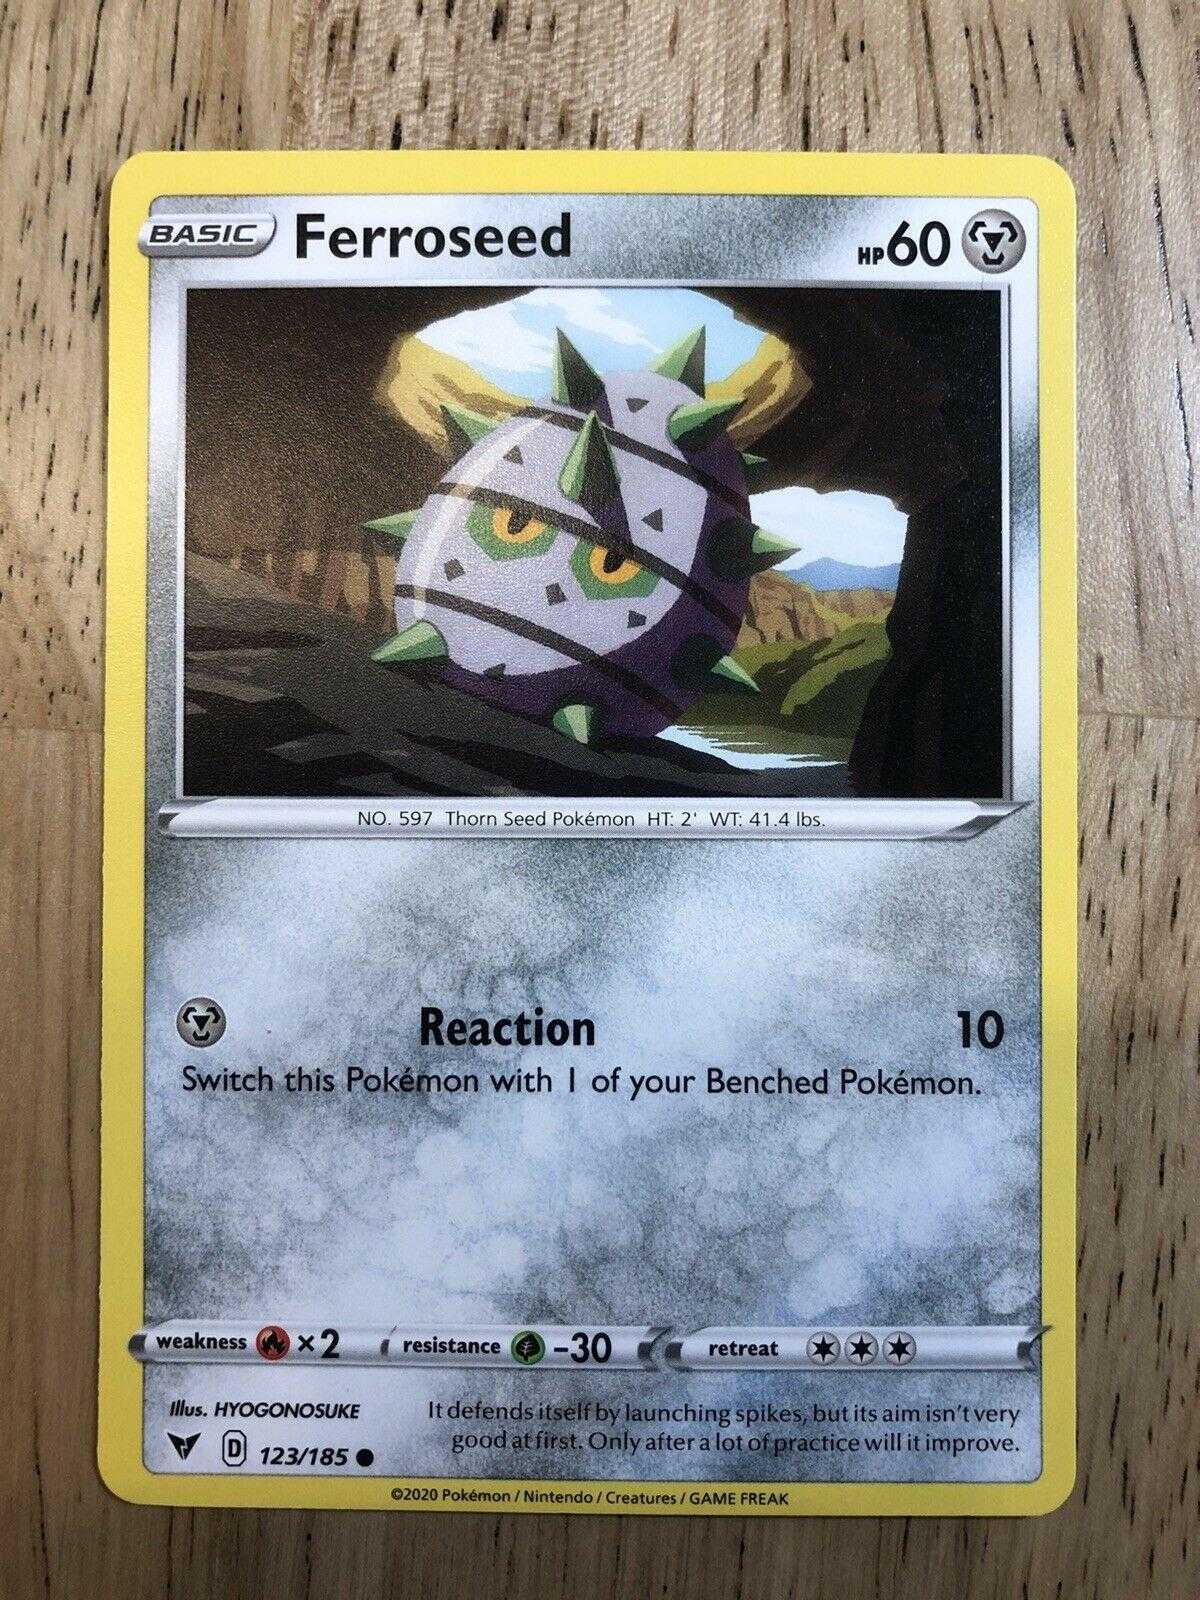 BASIC Ferroseed HP60
NO. 597 Thorn Seed Pokémon HT: 2' WT: 41.4 lbs.
Reaction 10
Switch this Pokémon with 1 of your Benched Pokémon.
weakness ×2 resistance -30 retreat
Illus. HYOGONOSUKE
It defends itself by launching spikes, but its aim isn't very
good at first. Only after a lot of practice will it improve.
D 123/185
©2020 Pokémon / Nintendo / Creatures / GAME FREAK